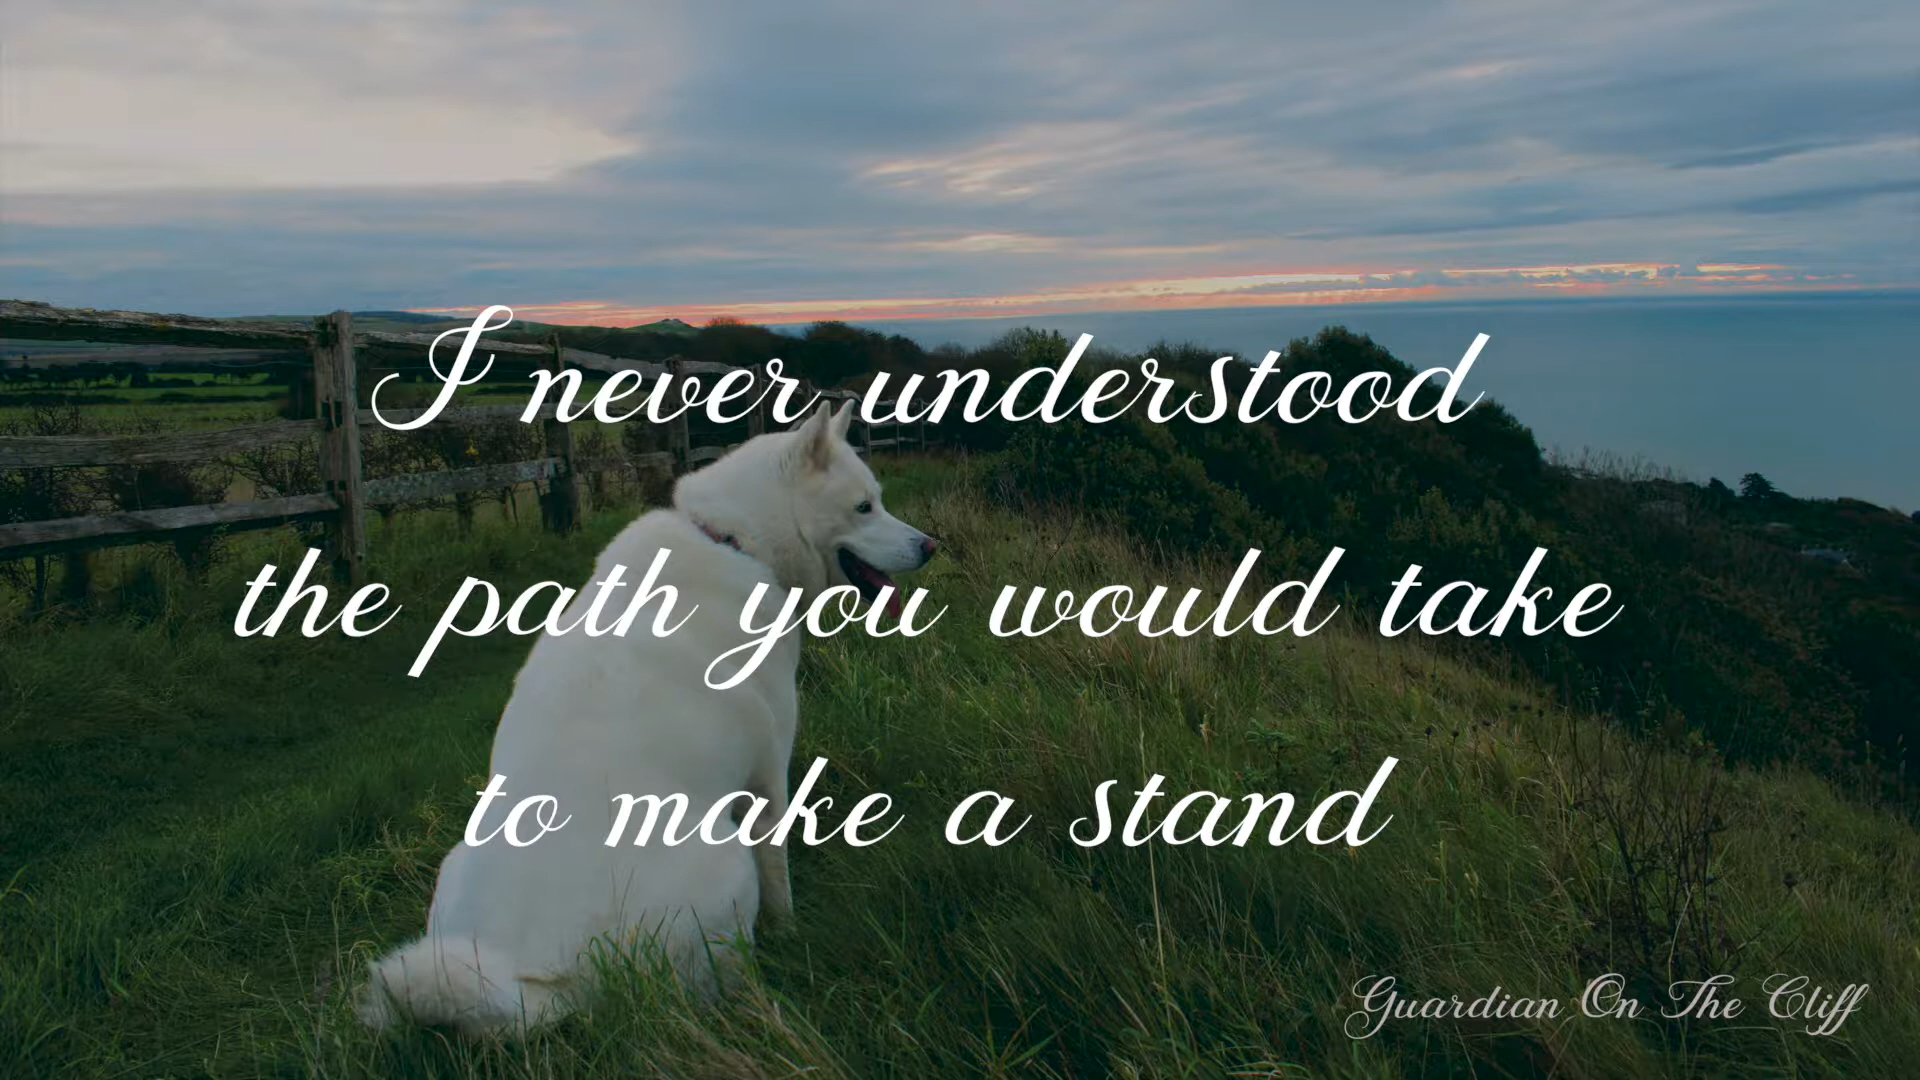 I never understood
the path you would take
to make a stand
Guardian On The Cliff